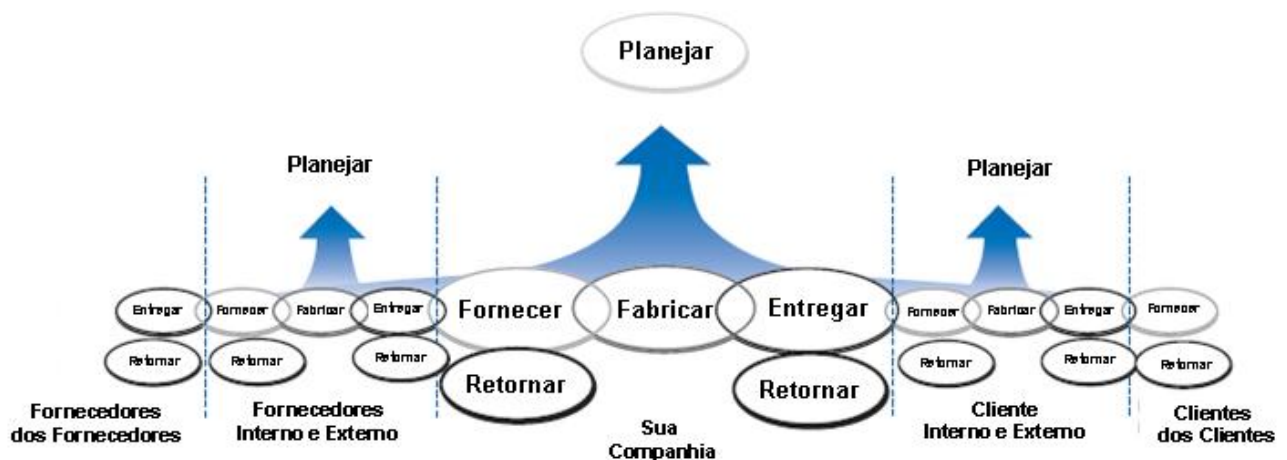 Planejar
Planejar
Planejar
Entregar
Fornecer
Fabricar
Entregar
Fornecer
Fabricar
Entregar
Fornecer
Fabricar
Entregar
Fornecer
Retornar
Retornar
Retornar
Retornar
Retornar
Retornar
Retornar
Retornar
Fornecedores
dos Fornecedores
Fornecedores
Interno e Externo
Sua
Companhia
Cliente
Interno e Externo
Clientes
dos Clientes